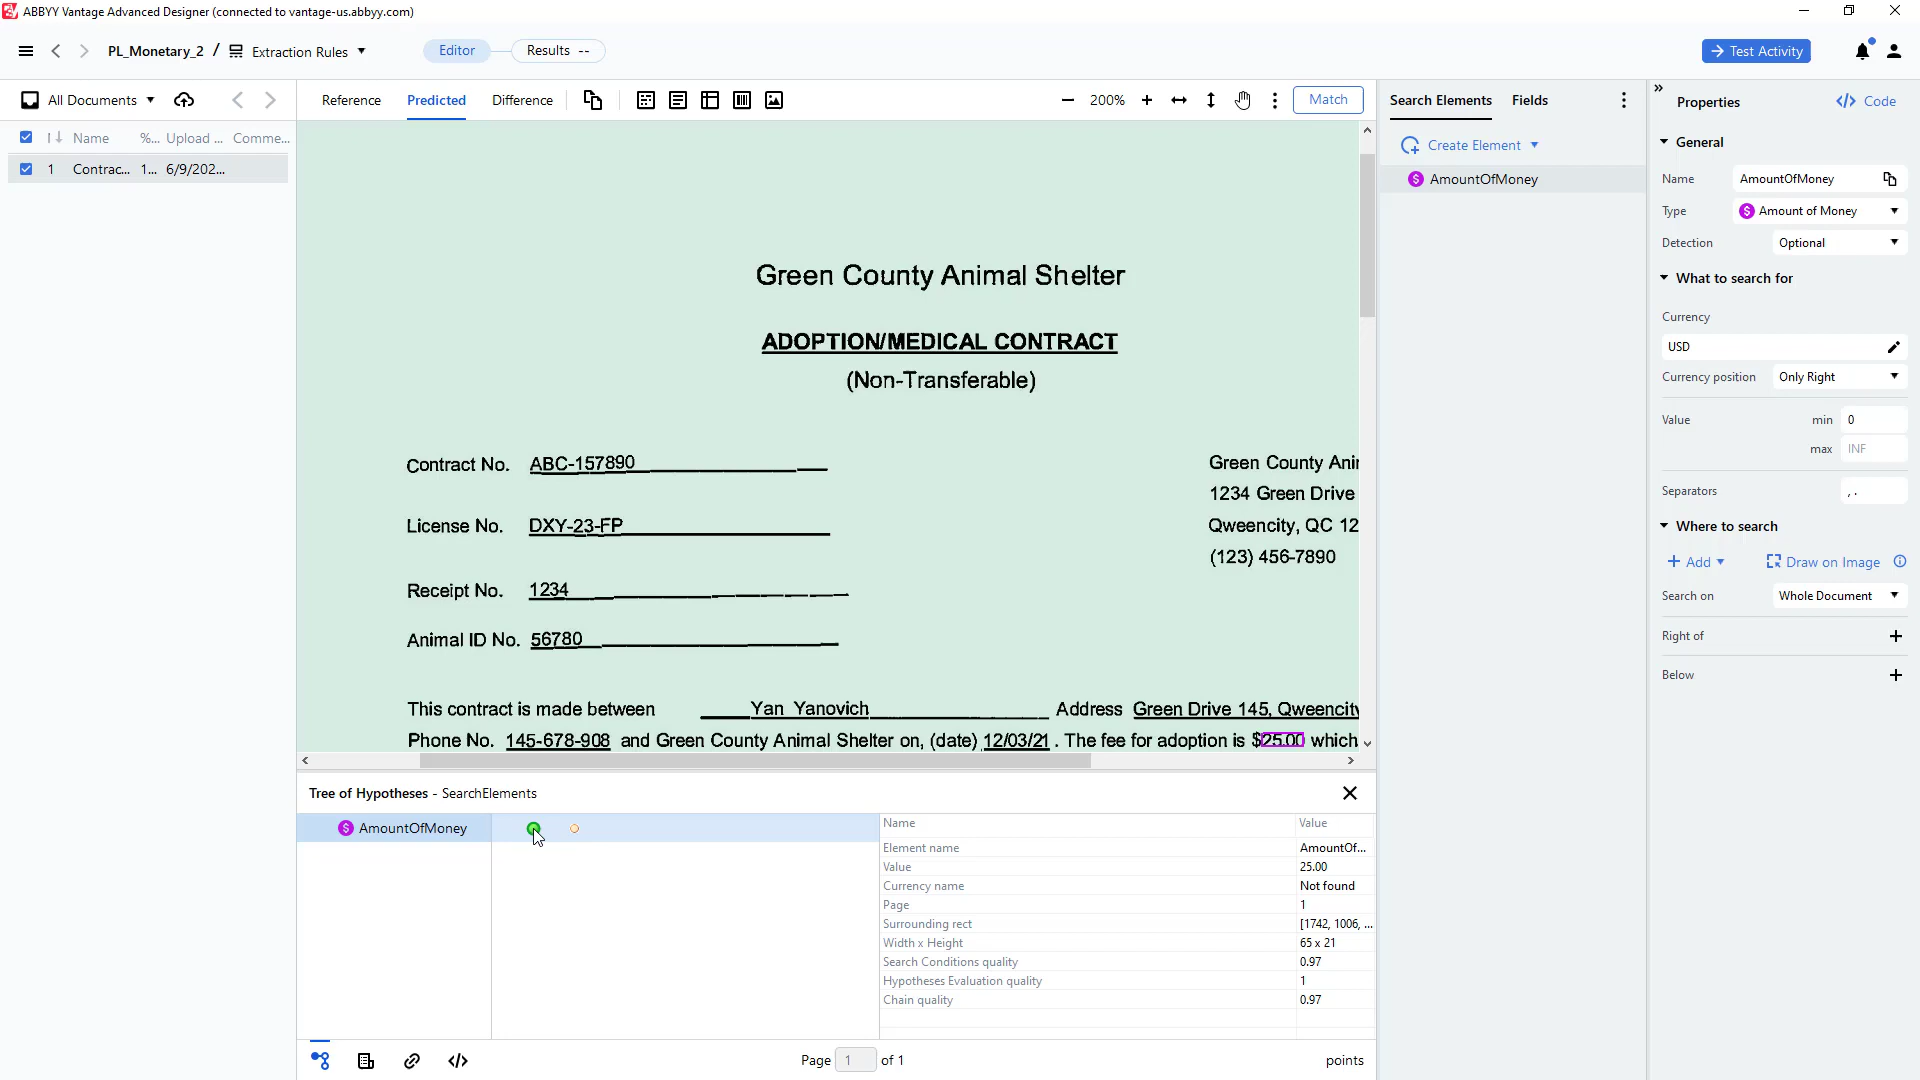 ABBYY Vantage Advanced Designer (connected to vantage-us.abbyy.com)
PL_Monetary_2 / Extraction Rules
Editor
Results --
Test Activity
All Documents
Reference
Predicted
Difference
200%
Match
Search Elements
Fields
Properties
Code
Name
%...
Upload ...
Comme...
1
Contrac...
1...
6/9/202...
Green County Animal Shelter
ADOPTION/MEDICAL CONTRACT
(Non-Transferable)
Contract No. ABC-157890
Green County Ani
1234 Green Drive
License No. DXY-23-FP
Qweencity, QC 12
(123) 456-7890
Receipt No. 1234
Animal ID No. 56780
This contract is made between Yan Yanovich Address Green Drive 145, Qweencity
Phone No. 145-678-908 and Green County Animal Shelter on, (date) 12/03/21 . The fee for adoption is $25.00 which
Create Element
AmountOfMoney
General
Name
AmountOfMoney
Type
Amount of Money
Detection
Optional
What to search for
Currency
USD
Currency position
Only Right
Value
min
0
max
INF
Separators
, .
Where to search
Add
Draw on Image
Search on
Whole Document
Right of
Below
Tree of Hypotheses - SearchElements
AmountOfMoney
Name
Value
Element name
AmountOf...
Value
25.00
Currency name
Not found
Page
1
Surrounding rect
[1742, 1006, ...
Width x Height
65 x 21
Search Conditions quality
0.97
Hypotheses Evaluation quality
1
Chain quality
0.97
Page 1 of 1
points